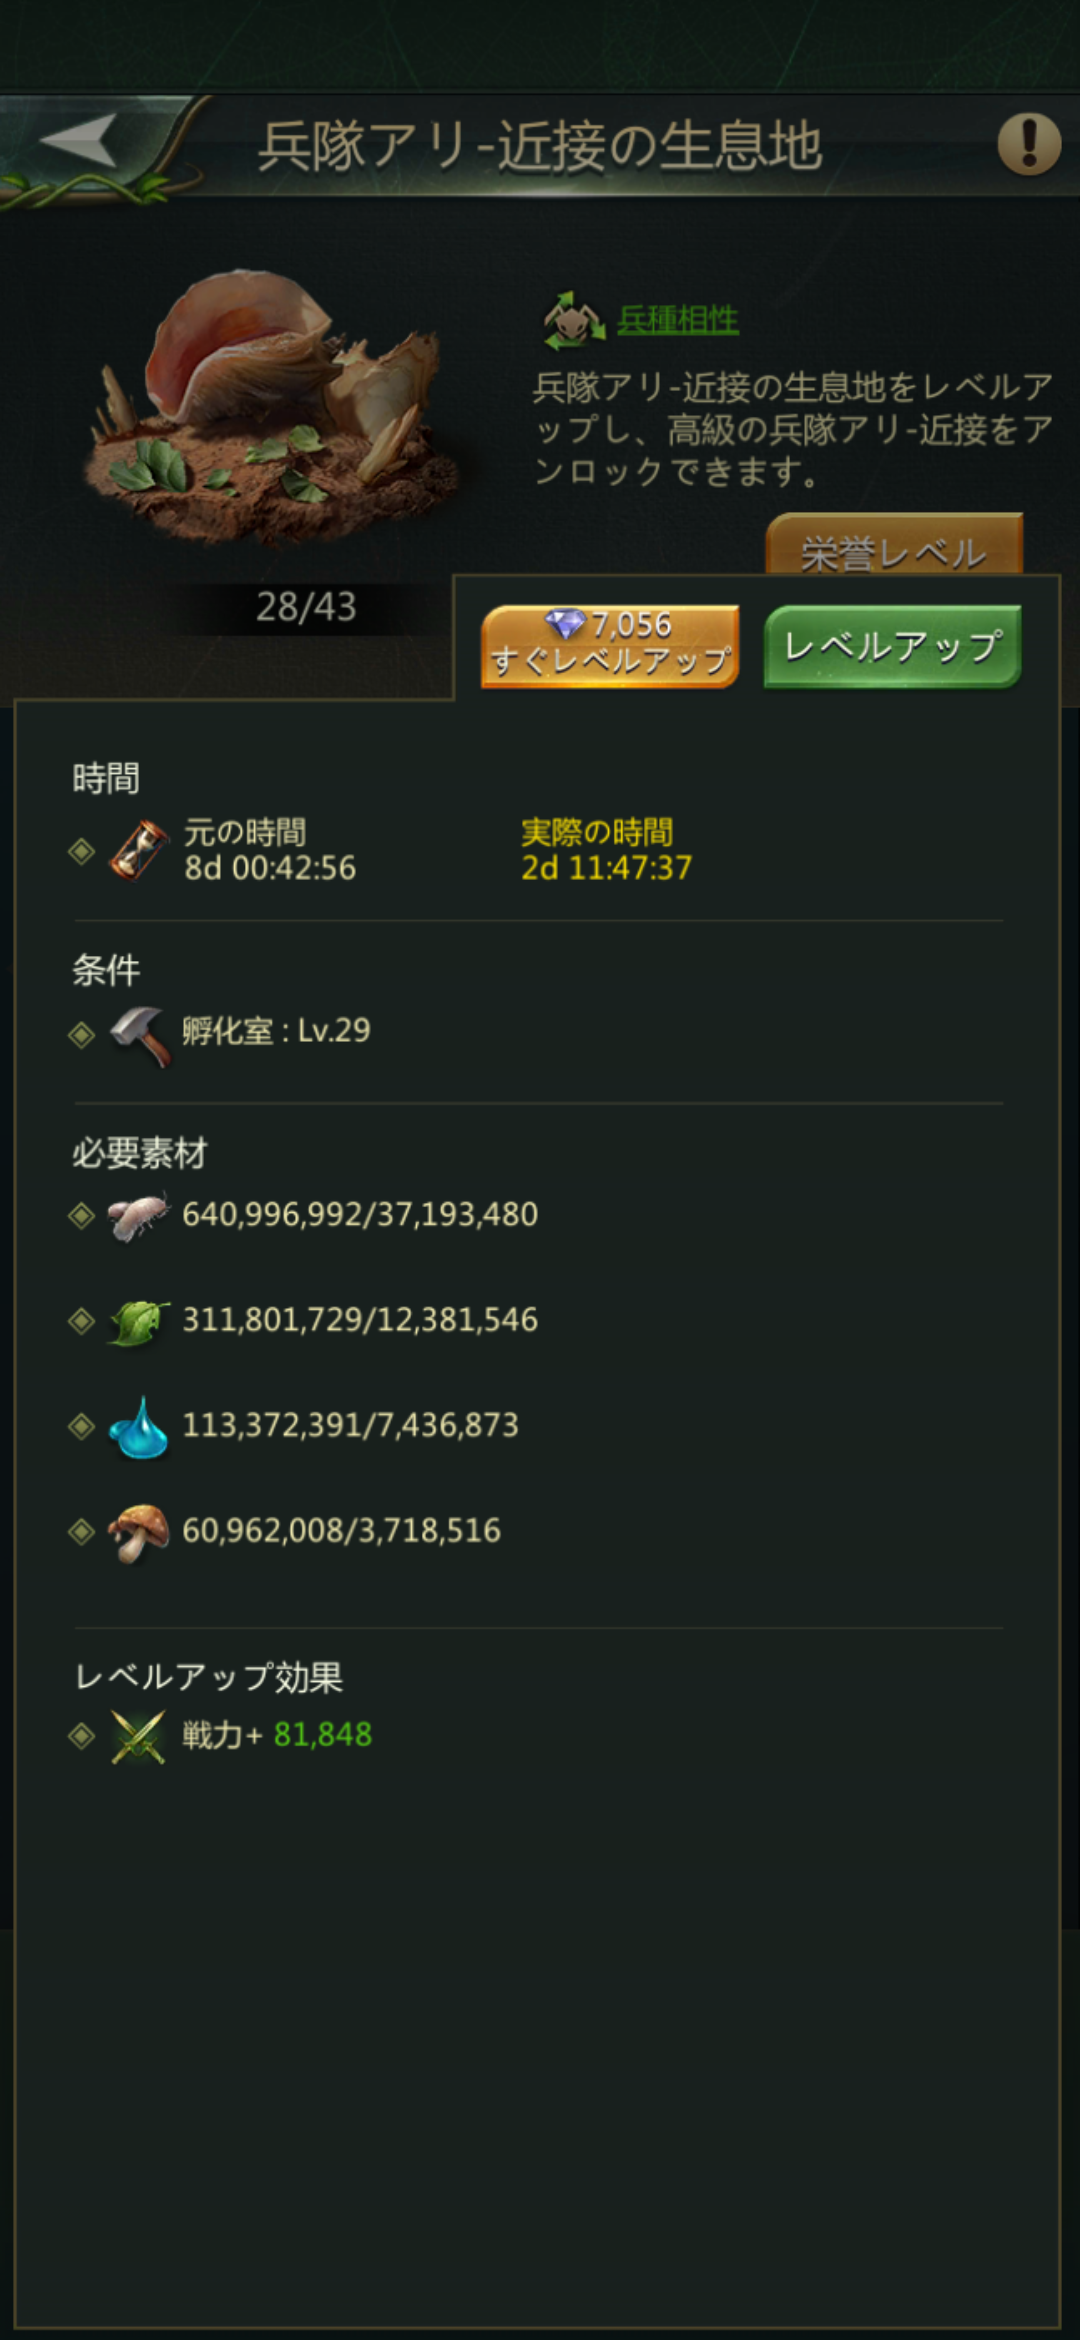 兵隊アリ-近接の生息地
兵種相性
兵隊アリ-近接の生息地をレベルア
ップし、高級の兵隊アリ-近接をア
ンロックできます。
栄誉レベル
28/43
7,056
すぐレベルアップ
レベルアップ
時間
元の時間
8d 00:42:56
実際の時間
2d 11:47:37
条件
孵化室 : Lv.29
必要素材
640,996,992/37,193,480
311,801,729/12,381,546
113,372,391/7,436,873
60,962,008/3,718,516
レベルアップ効果
戦力+ 81,848